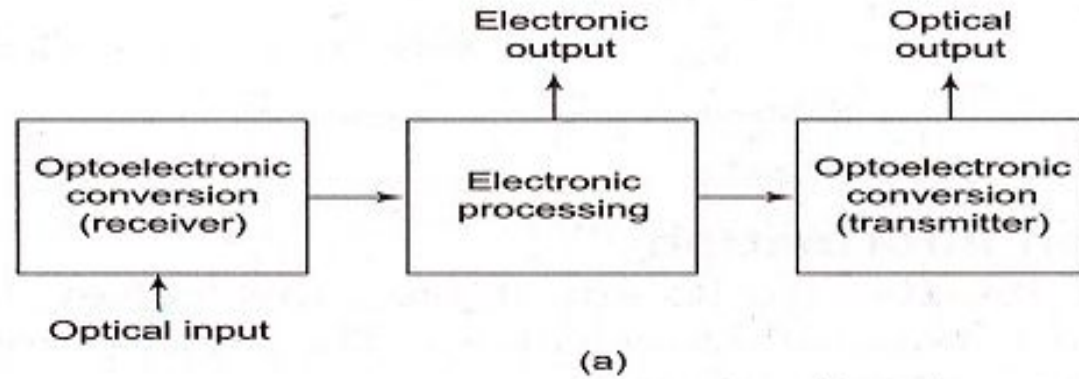 Electronic
output
Optical
output
Optoelectronic
conversion
(receiver)
Electronic
processing
Optoelectronic
conversion
(transmitter)
Optical input
(a)